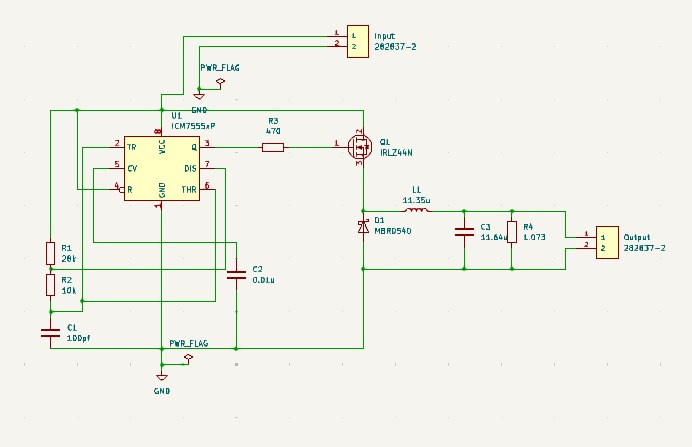 Input
282837-2
1
2
PWR_FLAG
GND
U1
ICM7555xP
8
VCC
2
TR
Q
3
5
CV
DIS
7
4
R
THR
6
GND
1
R3
470
1
2
3
Q1
IRLZ44N
L1
11.35u
D1
MBRD540
C3
11.64u
R4
1.073
1
2
Output
282837-2
R1
20k
R2
10k
C2
0.01u
C1
100pf
PWR_FLAG
GND